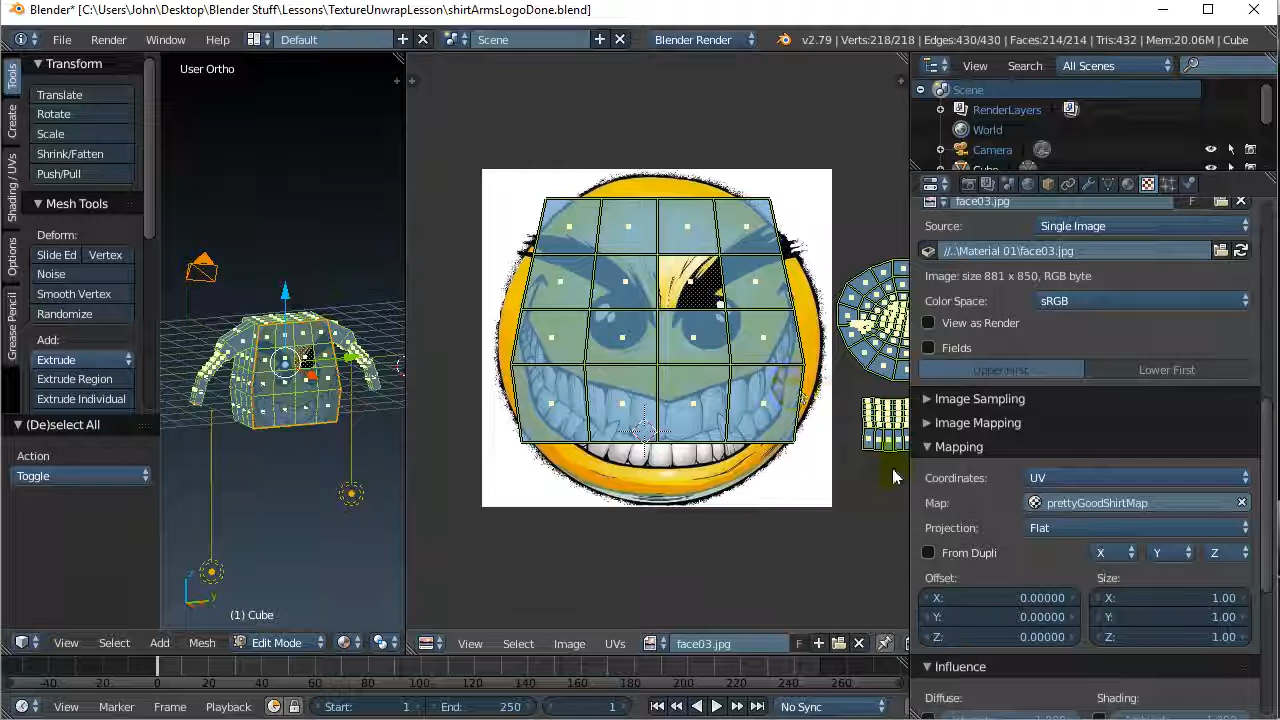 Blender* [C:\Users\John\Desktop\Blender Stuff\Lessons\TextureUnwrapLesson\shirtArmsLogoDone.blend]
File Render Window Help Default Scene Blender Render v2.79 | Verts:218/218 | Edges:430/430 | Faces:214/214 | Tris:432 | Mem:20.06M | Cube
Tools
Create
Shading / UVs
Options
Grease Pencil
Transform
Translate
Rotate
Scale
Shrink/Fatten
Push/Pull
Mesh Tools
Deform:
Slide Ed Vertex
Noise
Smooth Vertex
Randomize
Add:
Extrude
Extrude Region
Extrude Individual
(De)select All
Action
Toggle
User Ortho
(1) Cube
View Select Add Mesh Edit Mode
View Select Image UVs face03.jpg F
View Search All Scenes
Scene
RenderLayers
World
Camera
Cube
face03.jpg F
Source: Single Image
//..\Material 01\face03.jpg
Image: size 881 x 850, RGB byte
Color Space: sRGB
View as Render
Fields
Upper First Lower First
Image Sampling
Image Mapping
Mapping
Coordinates: UV
Map: prettyGoodShirtMap
Projection: Flat
From Dupli X Y Z
Offset: Size:
X: 0.00000 X: 1.00
Y: 0.00000 Y: 1.00
Z: 0.00000 Z: 1.00
Influence
Diffuse: Shading:
-40 -20 0 20 40 60 80 100 120 140 160 180 200 220 240 260
View Marker Frame Playback Start: 1 End: 250 1 No Sync